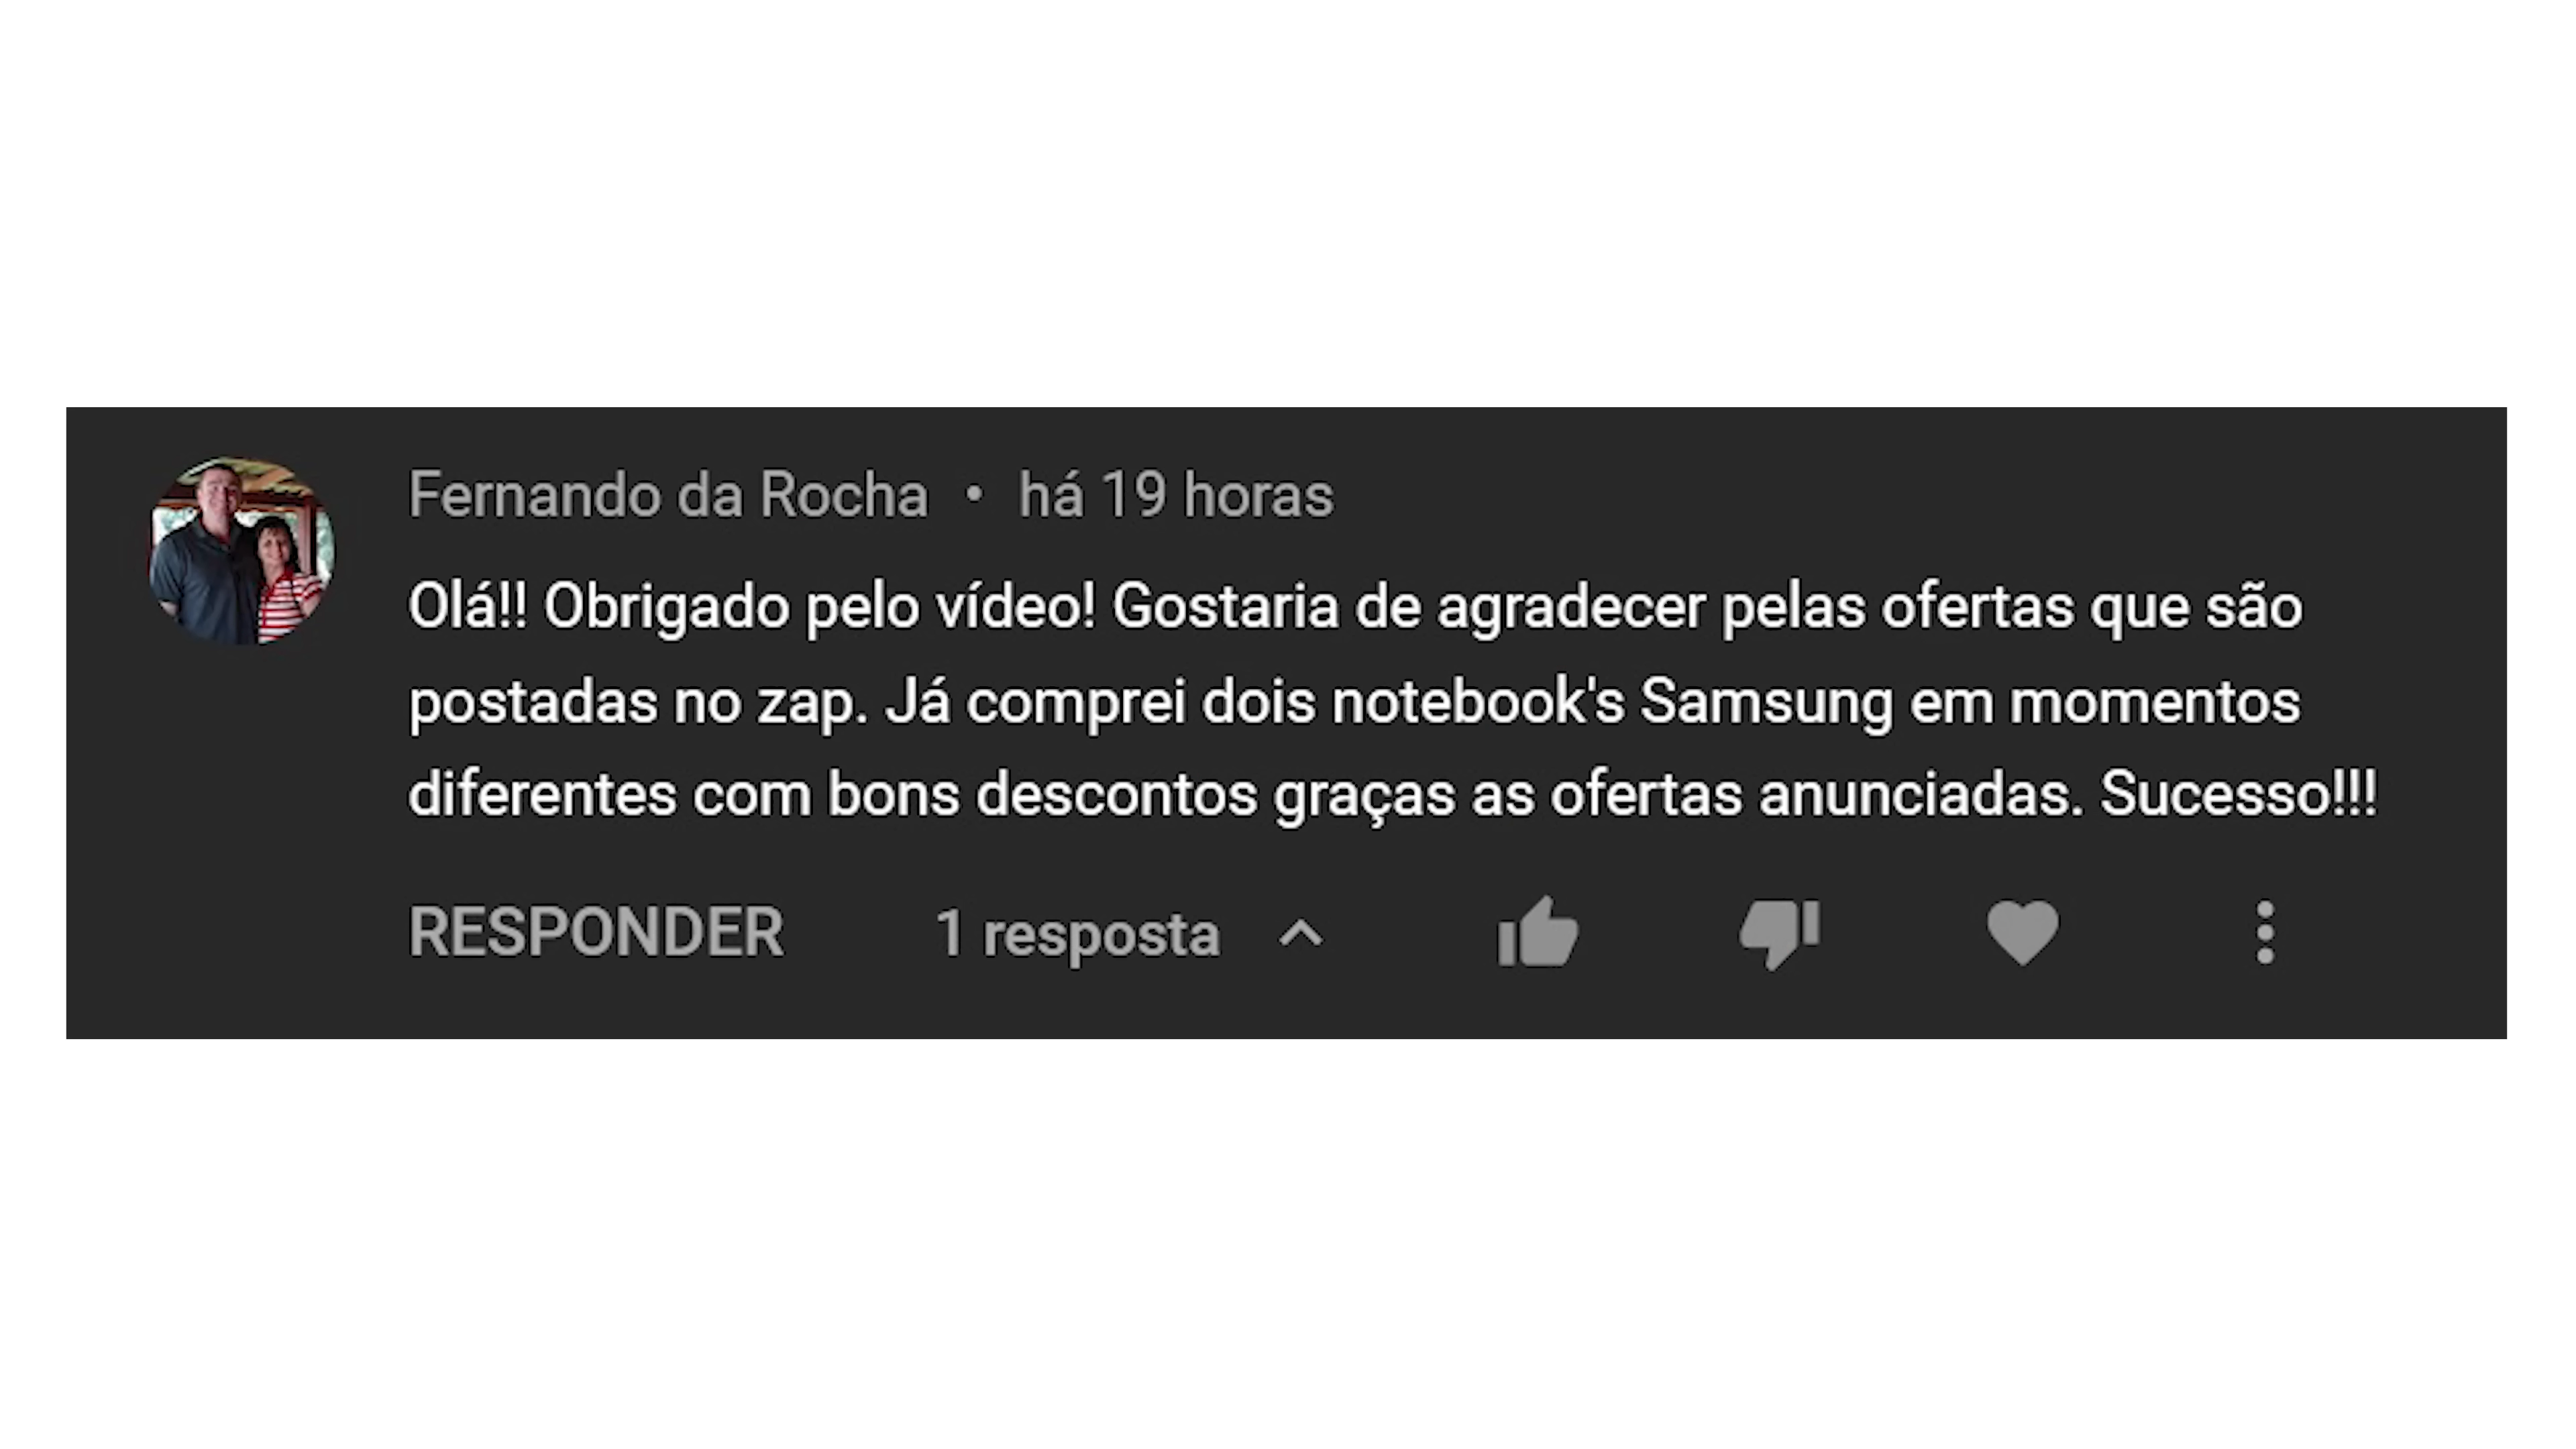 Fernando da Rocha • há 19 horas
Olá!! Obrigado pelo vídeo! Gostaria de agradecer pelas ofertas que são
postadas no zap. Já comprei dois notebook's Samsung em momentos
diferentes com bons descontos graças as ofertas anunciadas. Sucesso!!!
RESPONDER 1 resposta